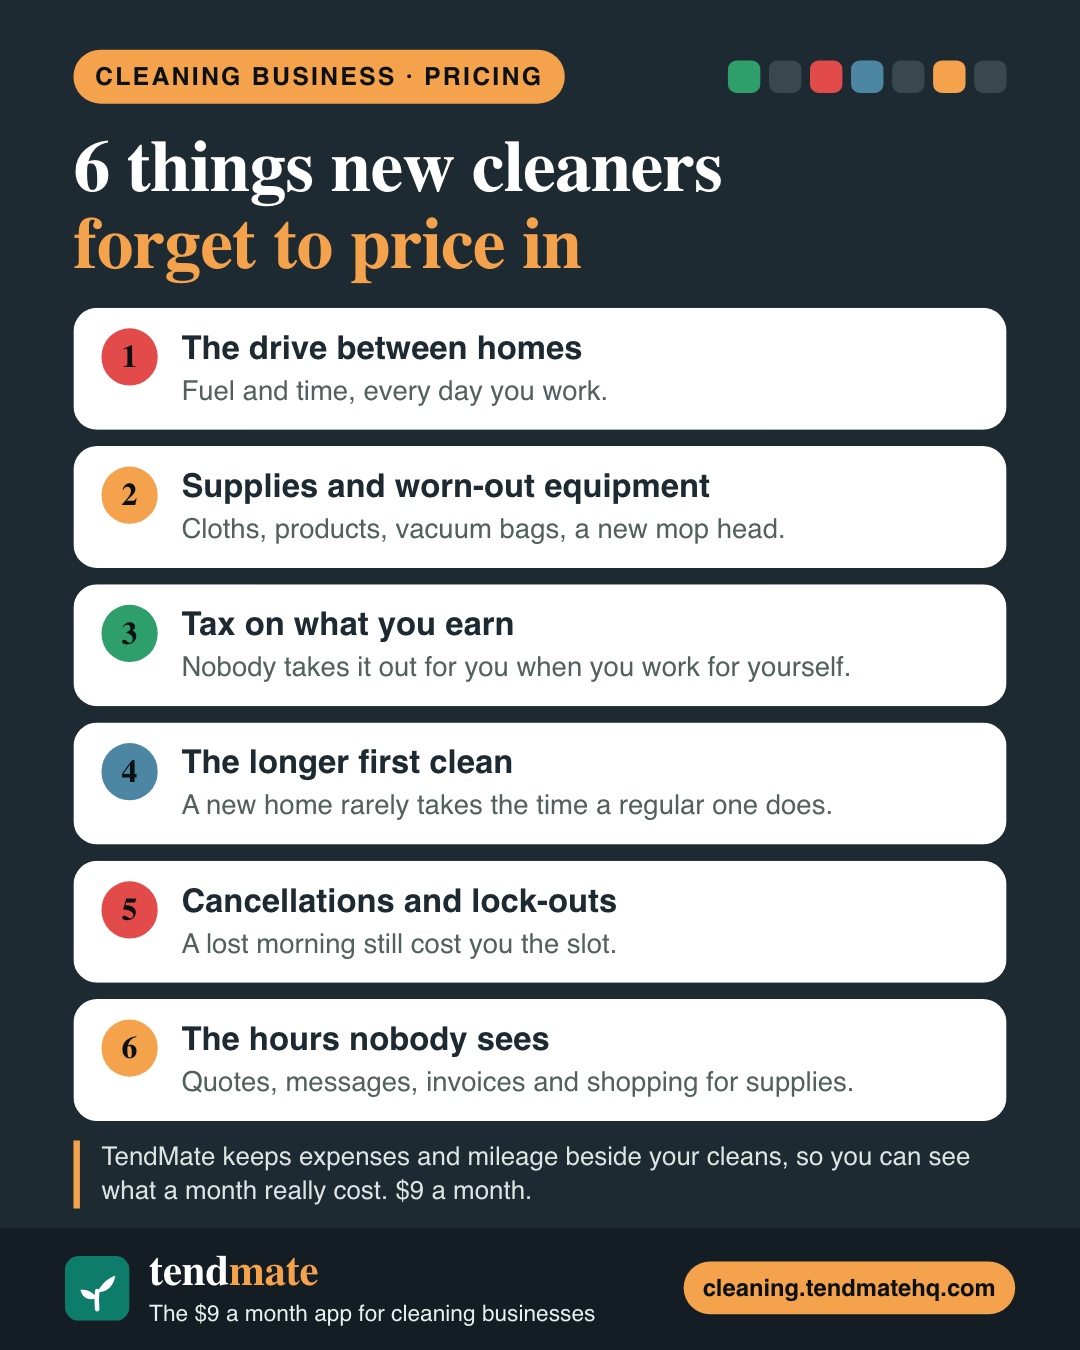 CLEANING BUSINESS · PRICING
6 things new cleaners
forget to price in
1
The drive between homes
Fuel and time, every day you work.
2
Supplies and worn-out equipment
Cloths, products, vacuum bags, a new mop head.
3
Tax on what you earn
Nobody takes it out for you when you work for yourself.
4
The longer first clean
A new home rarely takes the time a regular one does.
5
Cancellations and lock-outs
A lost morning still cost you the slot.
6
The hours nobody sees
Quotes, messages, invoices and shopping for supplies.
TendMate keeps expenses and mileage beside your cleans, so you can see
what a month really cost. $9 a month.
tendmate
The $9 a month app for cleaning businesses
cleaning.tendmatehq.com